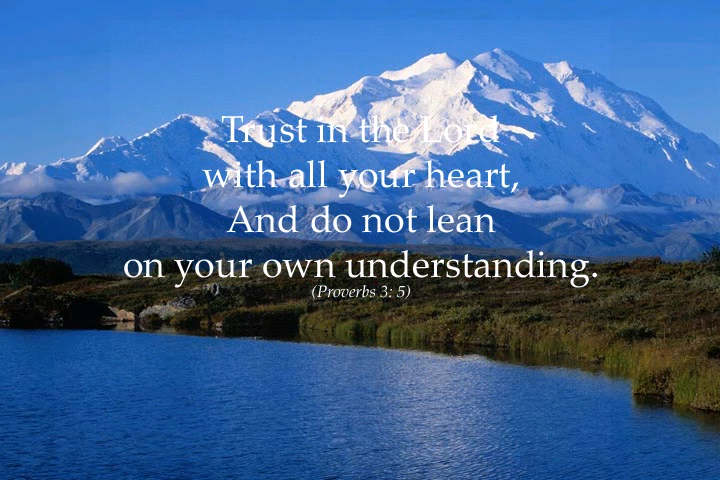 Trust in the Lord
with all your heart,
And do not lean
on your own understanding.
(Proverbs 3: 5)